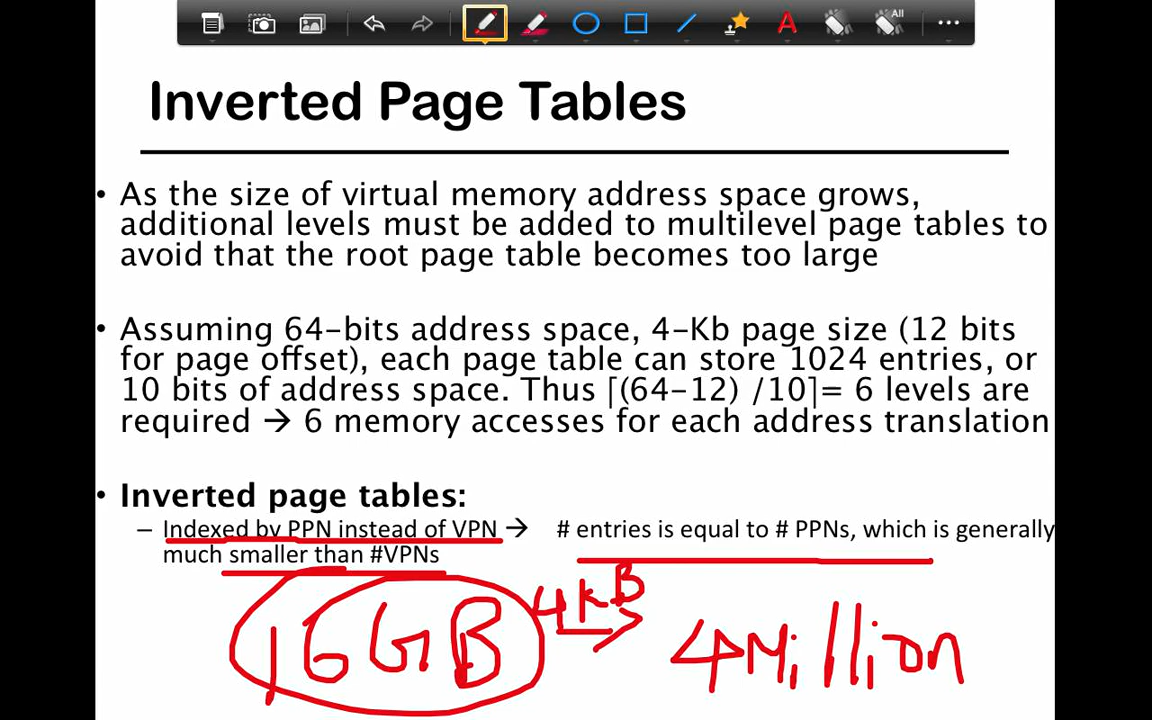 All
A
Inverted Page Tables
• As the size of virtual memory address space grows,
additional levels must be added to multilevel page tables to
avoid that the root page table becomes too large
• Assuming 64-bits address space, 4-Kb page size (12 bits
for page offset), each page table can store 1024 entries, or
10 bits of address space. Thus ⌈(64-12) /10⌉= 6 levels are
required → 6 memory accesses for each address translation
• Inverted page tables:
– Indexed by PPN instead of VPN → # entries is equal to # PPNs, which is generally
much smaller than #VPNs
16GB 4KB → 4Million